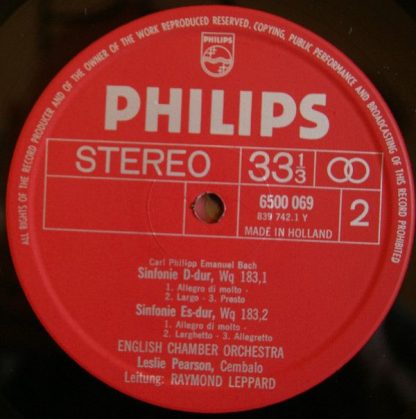 ALL RIGHTS OF THE RECORD PRODUCER AND OF THE OWNER OF THE WORK REPRODUCED RESERVED. COPYING, PUBLIC PERFORMANCE AND BROADCASTING OF THIS RECORD PROHIBITED
PHILIPS
PHILIPS
STEREO 33 1/3
6500 069
839 742.1 Y
MADE IN HOLLAND
2
Carl Philipp Emanuel Bach
Sinfonie D-dur, Wq 183,1
1. Allegro di molto -
2. Largo - 3. Presto
Sinfonie Es-dur, Wq 183,2
1. Allegro di molto -
2. Larghetto - 3. Allegretto
ENGLISH CHAMBER ORCHESTRA
Leslie Pearson, Cembalo
Leitung: RAYMOND LEPPARD